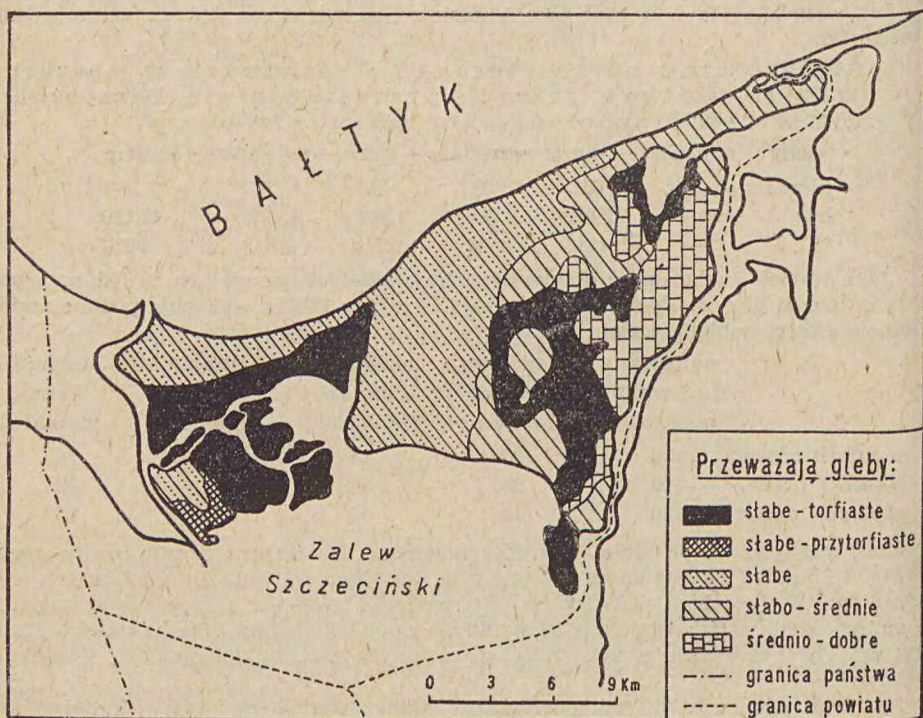 BAŁTYK
Zalew
Szczeciński
0 3 6 9 Km
Przeważają gleby:
słabe - torfiaste
słabe - przytorfiaste
słabe
słabo - średnie
średnio - dobre
granica państwa
granica powiatu